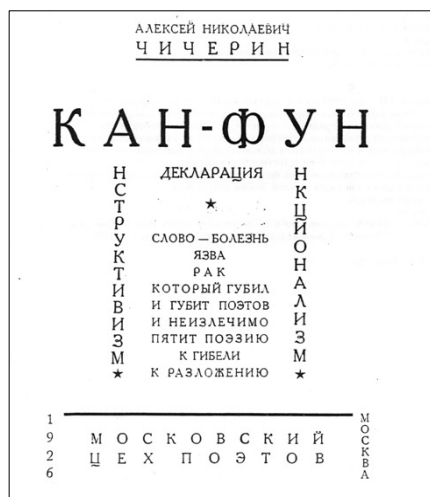 АЛЕКСЕЙ НИКОЛАЕВИЧ
ЧИЧЕРИН
КАН-ФУН
НСТРУКТИВИЗМ
ДЕКЛАРАЦИЯ
СЛОВО — БОЛЕЗНЬ
ЯЗВА
РАК
КОТОРЫЙ ГУБИЛ
И ГУБИТ ПОЭТОВ
И НЕИЗЛЕЧИМО
ПЯТИТ ПОЭЗИЮ
К ГИБЕЛИ
К РАЗЛОЖЕНИЮ
НКЦИОНАЛИЗМ
1926
МОСКОВСКИЙ
ЦЕХ ПОЭТОВ
МОСКВА